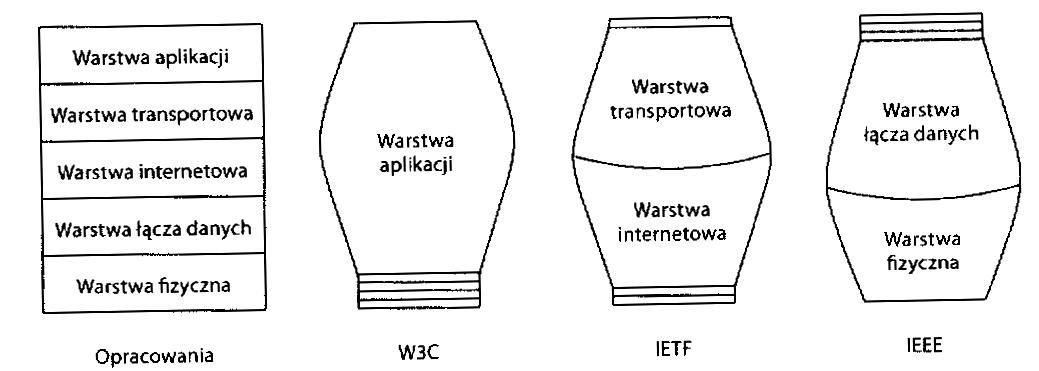 Warstwa aplikacji
Warstwa transportowa
Warstwa internetowa
Warstwa łącza danych
Warstwa fizyczna
Opracowania
Warstwa
aplikacji
W3C
Warstwa
transportowa
Warstwa
internetowa
IETF
Warstwa
łącza danych
Warstwa
fizyczna
IEEE